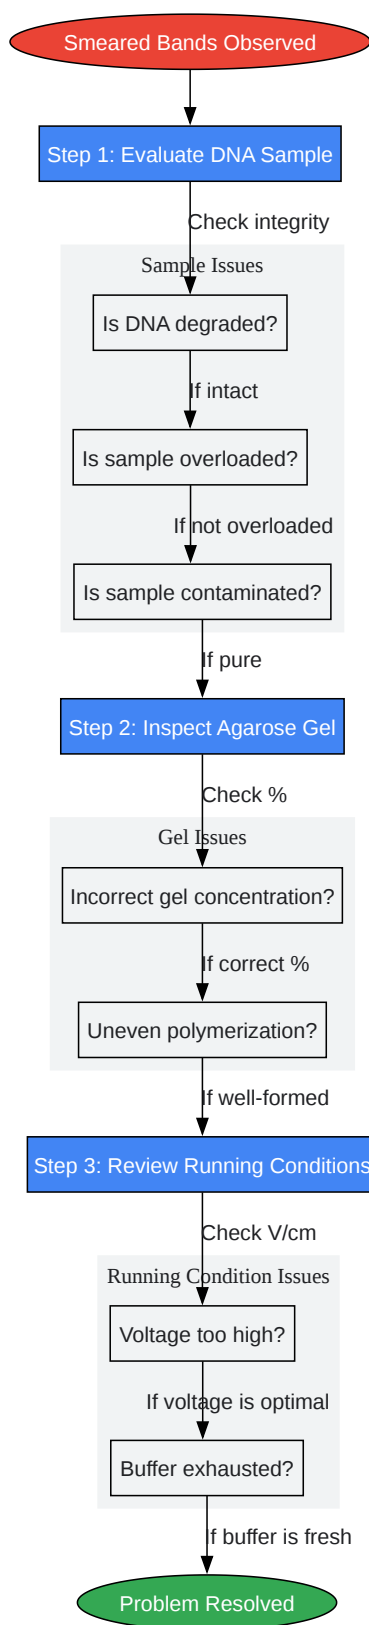 Smeared Bands Observed
Step 1: Evaluate DNA Sample
Check integrity
Sample Issues
Is DNA degraded?
If intact
Is sample overloaded?
If not overloaded
Is sample contaminated?
If pure
Step 2: Inspect Agarose Gel
Check %
Gel Issues
Incorrect gel concentration?
If correct %
Uneven polymerization?
If well-formed
Step 3: Review Running Conditions
Check V/cm
Running Condition Issues
Voltage too high?
If voltage is optimal
Buffer exhausted?
If buffer is fresh
Problem Resolved